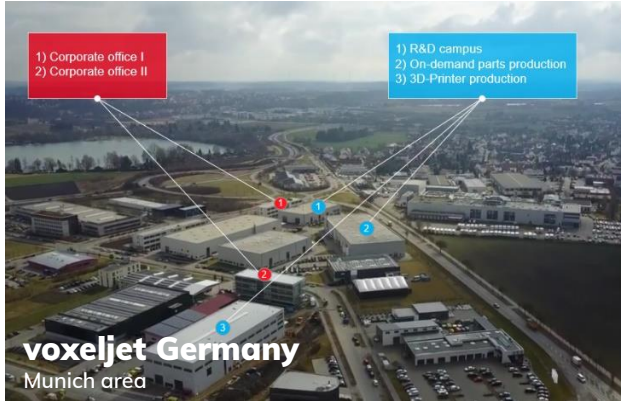 1) Corporate office I
2) Corporate office II
1) R&D campus
2) On-demand parts production
3) 3D-Printer production
1
1
2
2
3
voxeljet Germany
Munich area